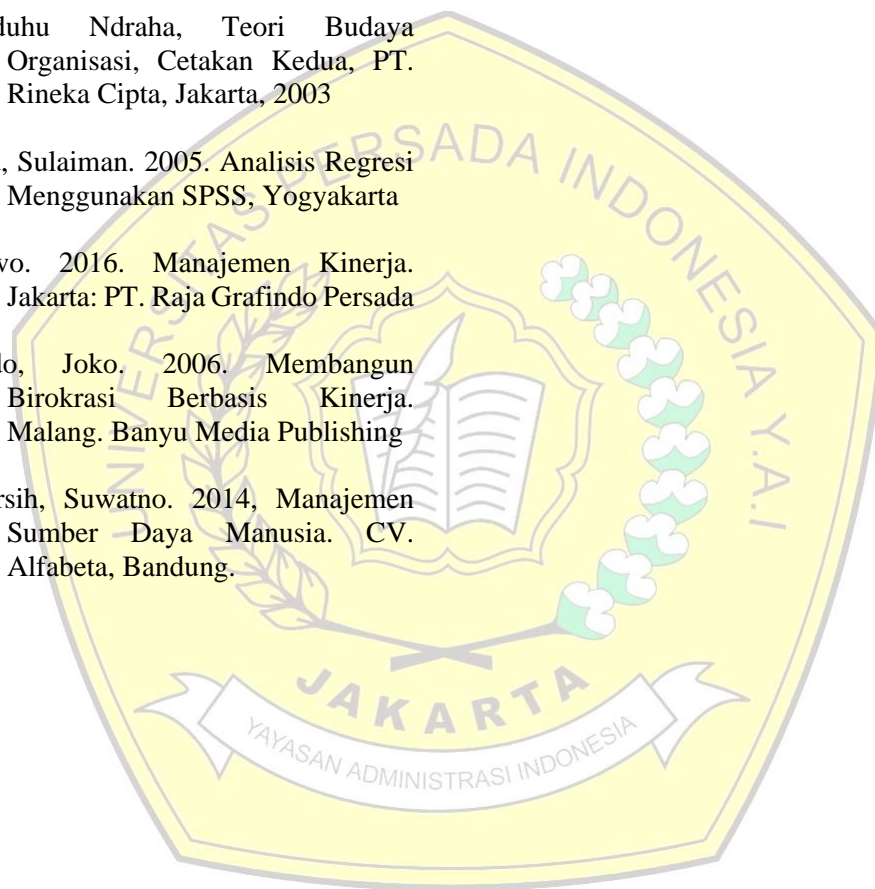 duhu Ndraha, Teori Budaya
Organisasi, Cetakan Kedua, PT.
Rineka Cipta, Jakarta, 2003
, Sulaiman. 2005. Analisis Regresi
Menggunakan SPSS, Yogyakarta
2016. Manajemen Kinerja.
Jakarta: PT. Raja Grafindo Persada
Joko. 2006. Membangun
Birokrasi Berbasis Kinerja.
Malang. Banyu Media Publishing
rsih, Suwatno. 2014, Manajemen
Sumber Daya Manusia. CV.
Alfabeta, Bandung.
UNIVERSITAS PERSADA INDONESIA Y.A.I
JAKARTA
YAYASAN ADMINISTRASI INDONESIA